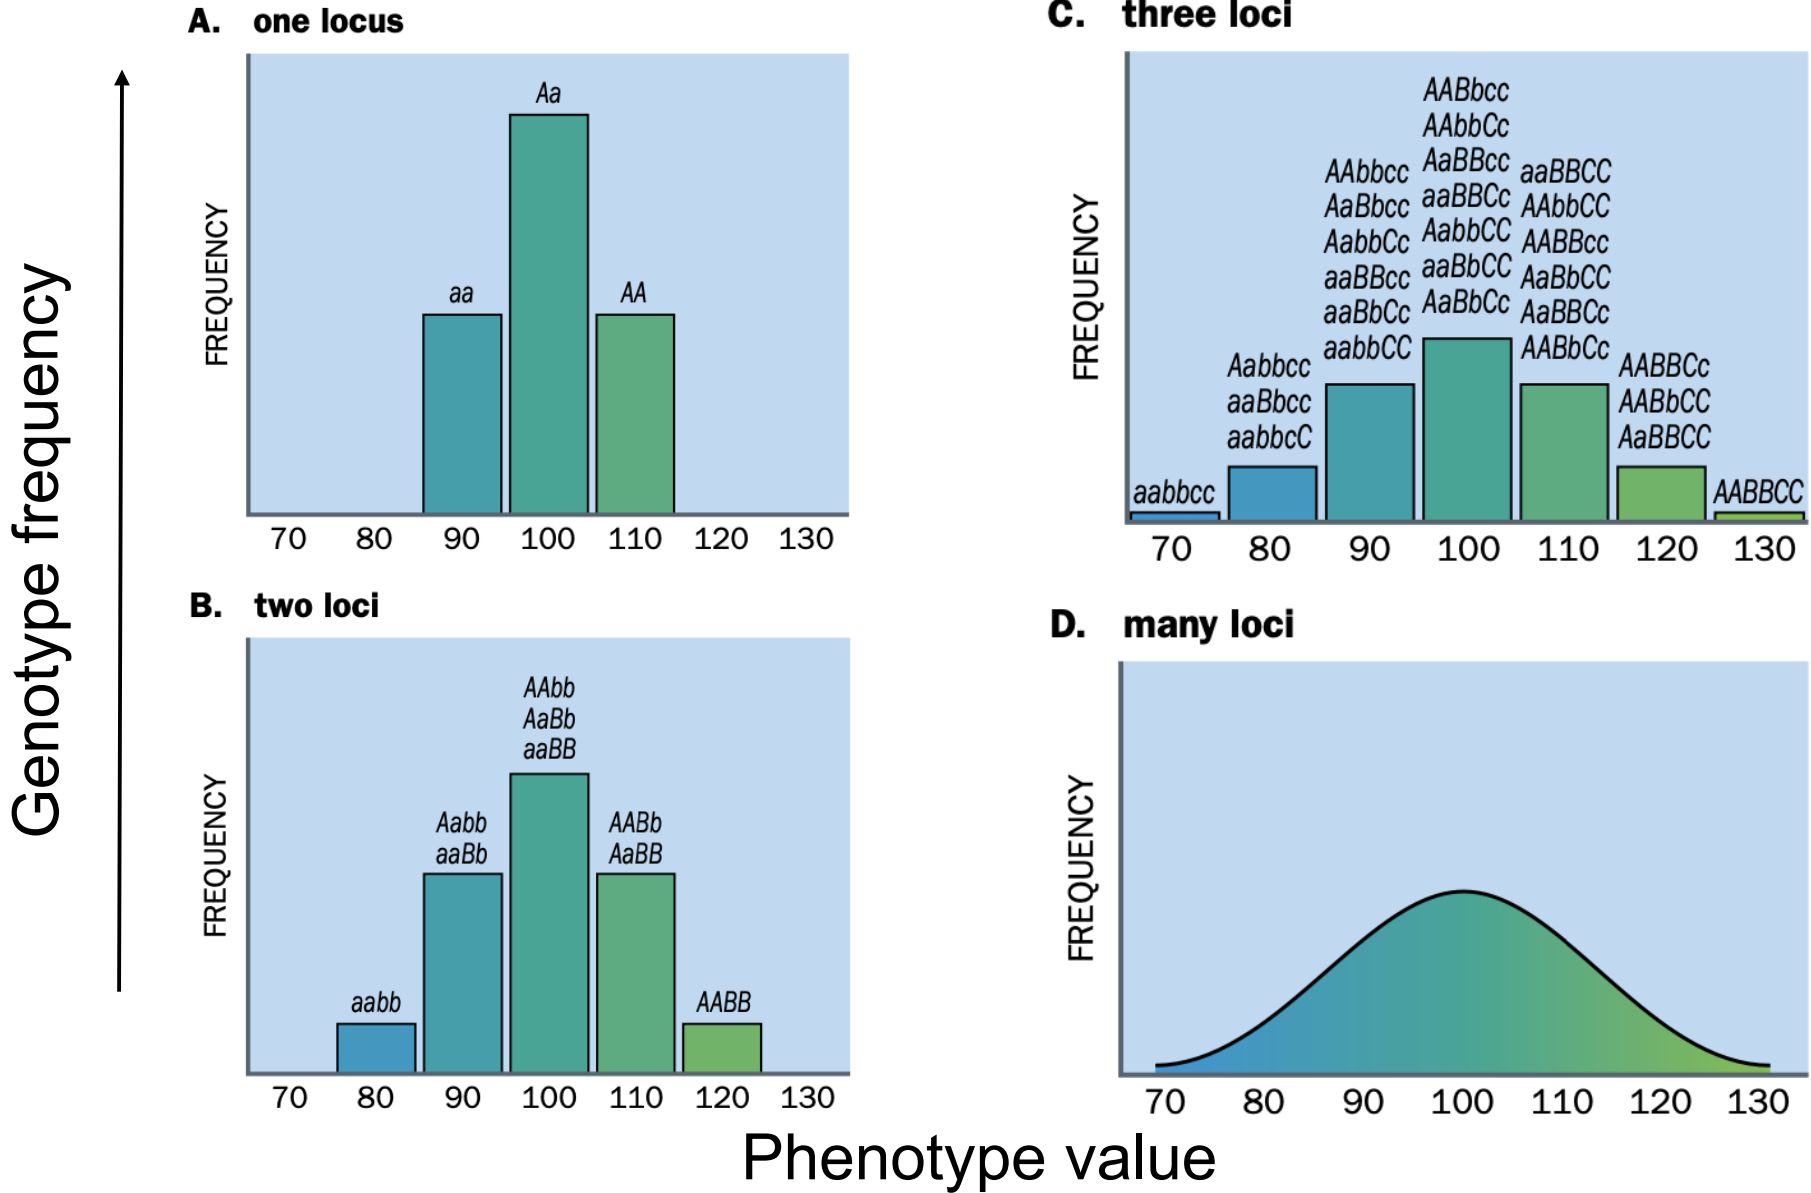 Genotype frequency
A. one locus
FREQUENCY
Aa
aa
AA
70 80 90 100 110 120 130
B. two loci
FREQUENCY
AAbb
AaBb
aaBB
Aabb
aaBb
AABb
AaBB
aabb
AABB
70 80 90 100 110 120 130
C. three loci
FREQUENCY
aabbcc
Aabbcc
aaBbcc
aabbcC
AAbbcc
AaBbcc
AabbCc
aaBBcc
aaBbCc
aabbCC
AABbcc
AAbbCc
AaBBcc
aaBBCc
AabbCC
aaBbCC
AaBbCc
aaBBCC
AAbbCC
AABBcc
AaBbCC
AaBBCc
AABbCc
AABBCc
AABbCC
AaBBCC
AABBCC
70 80 90 100 110 120 130
D. many loci
FREQUENCY
70 80 90 100 110 120 130
Phenotype value